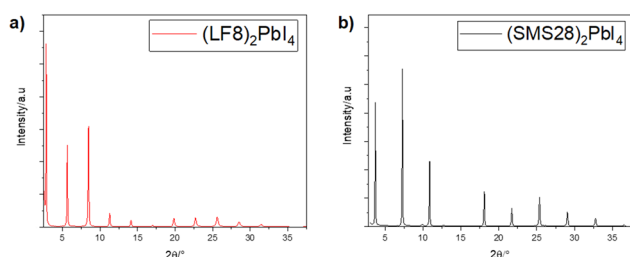 a)
(LF8)₂PbI₄
Intensity/a.u
5 10 15 20 25 30 35
2θ/°
b)
(SMS28)₂PbI₄
Intensity/a.u
5 10 15 20 25 30 35
2θ/°